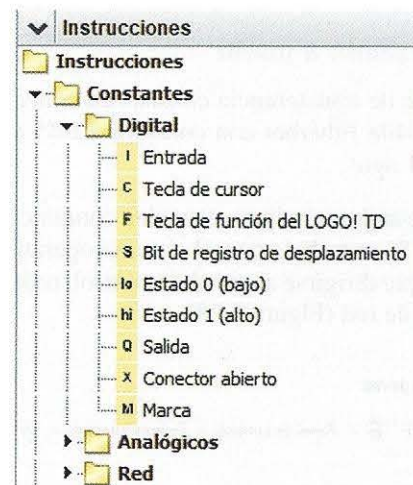 Instrucciones
Instrucciones
Constantes
Digital
I Entrada
C Tecla de cursor
F Tecla de función del LOGO! TD
S Bit de registro de desplazamiento
lo Estado 0 (bajo)
hi Estado 1 (alto)
Q Salida
X Conector abierto
M Marca
Analógicos
Red